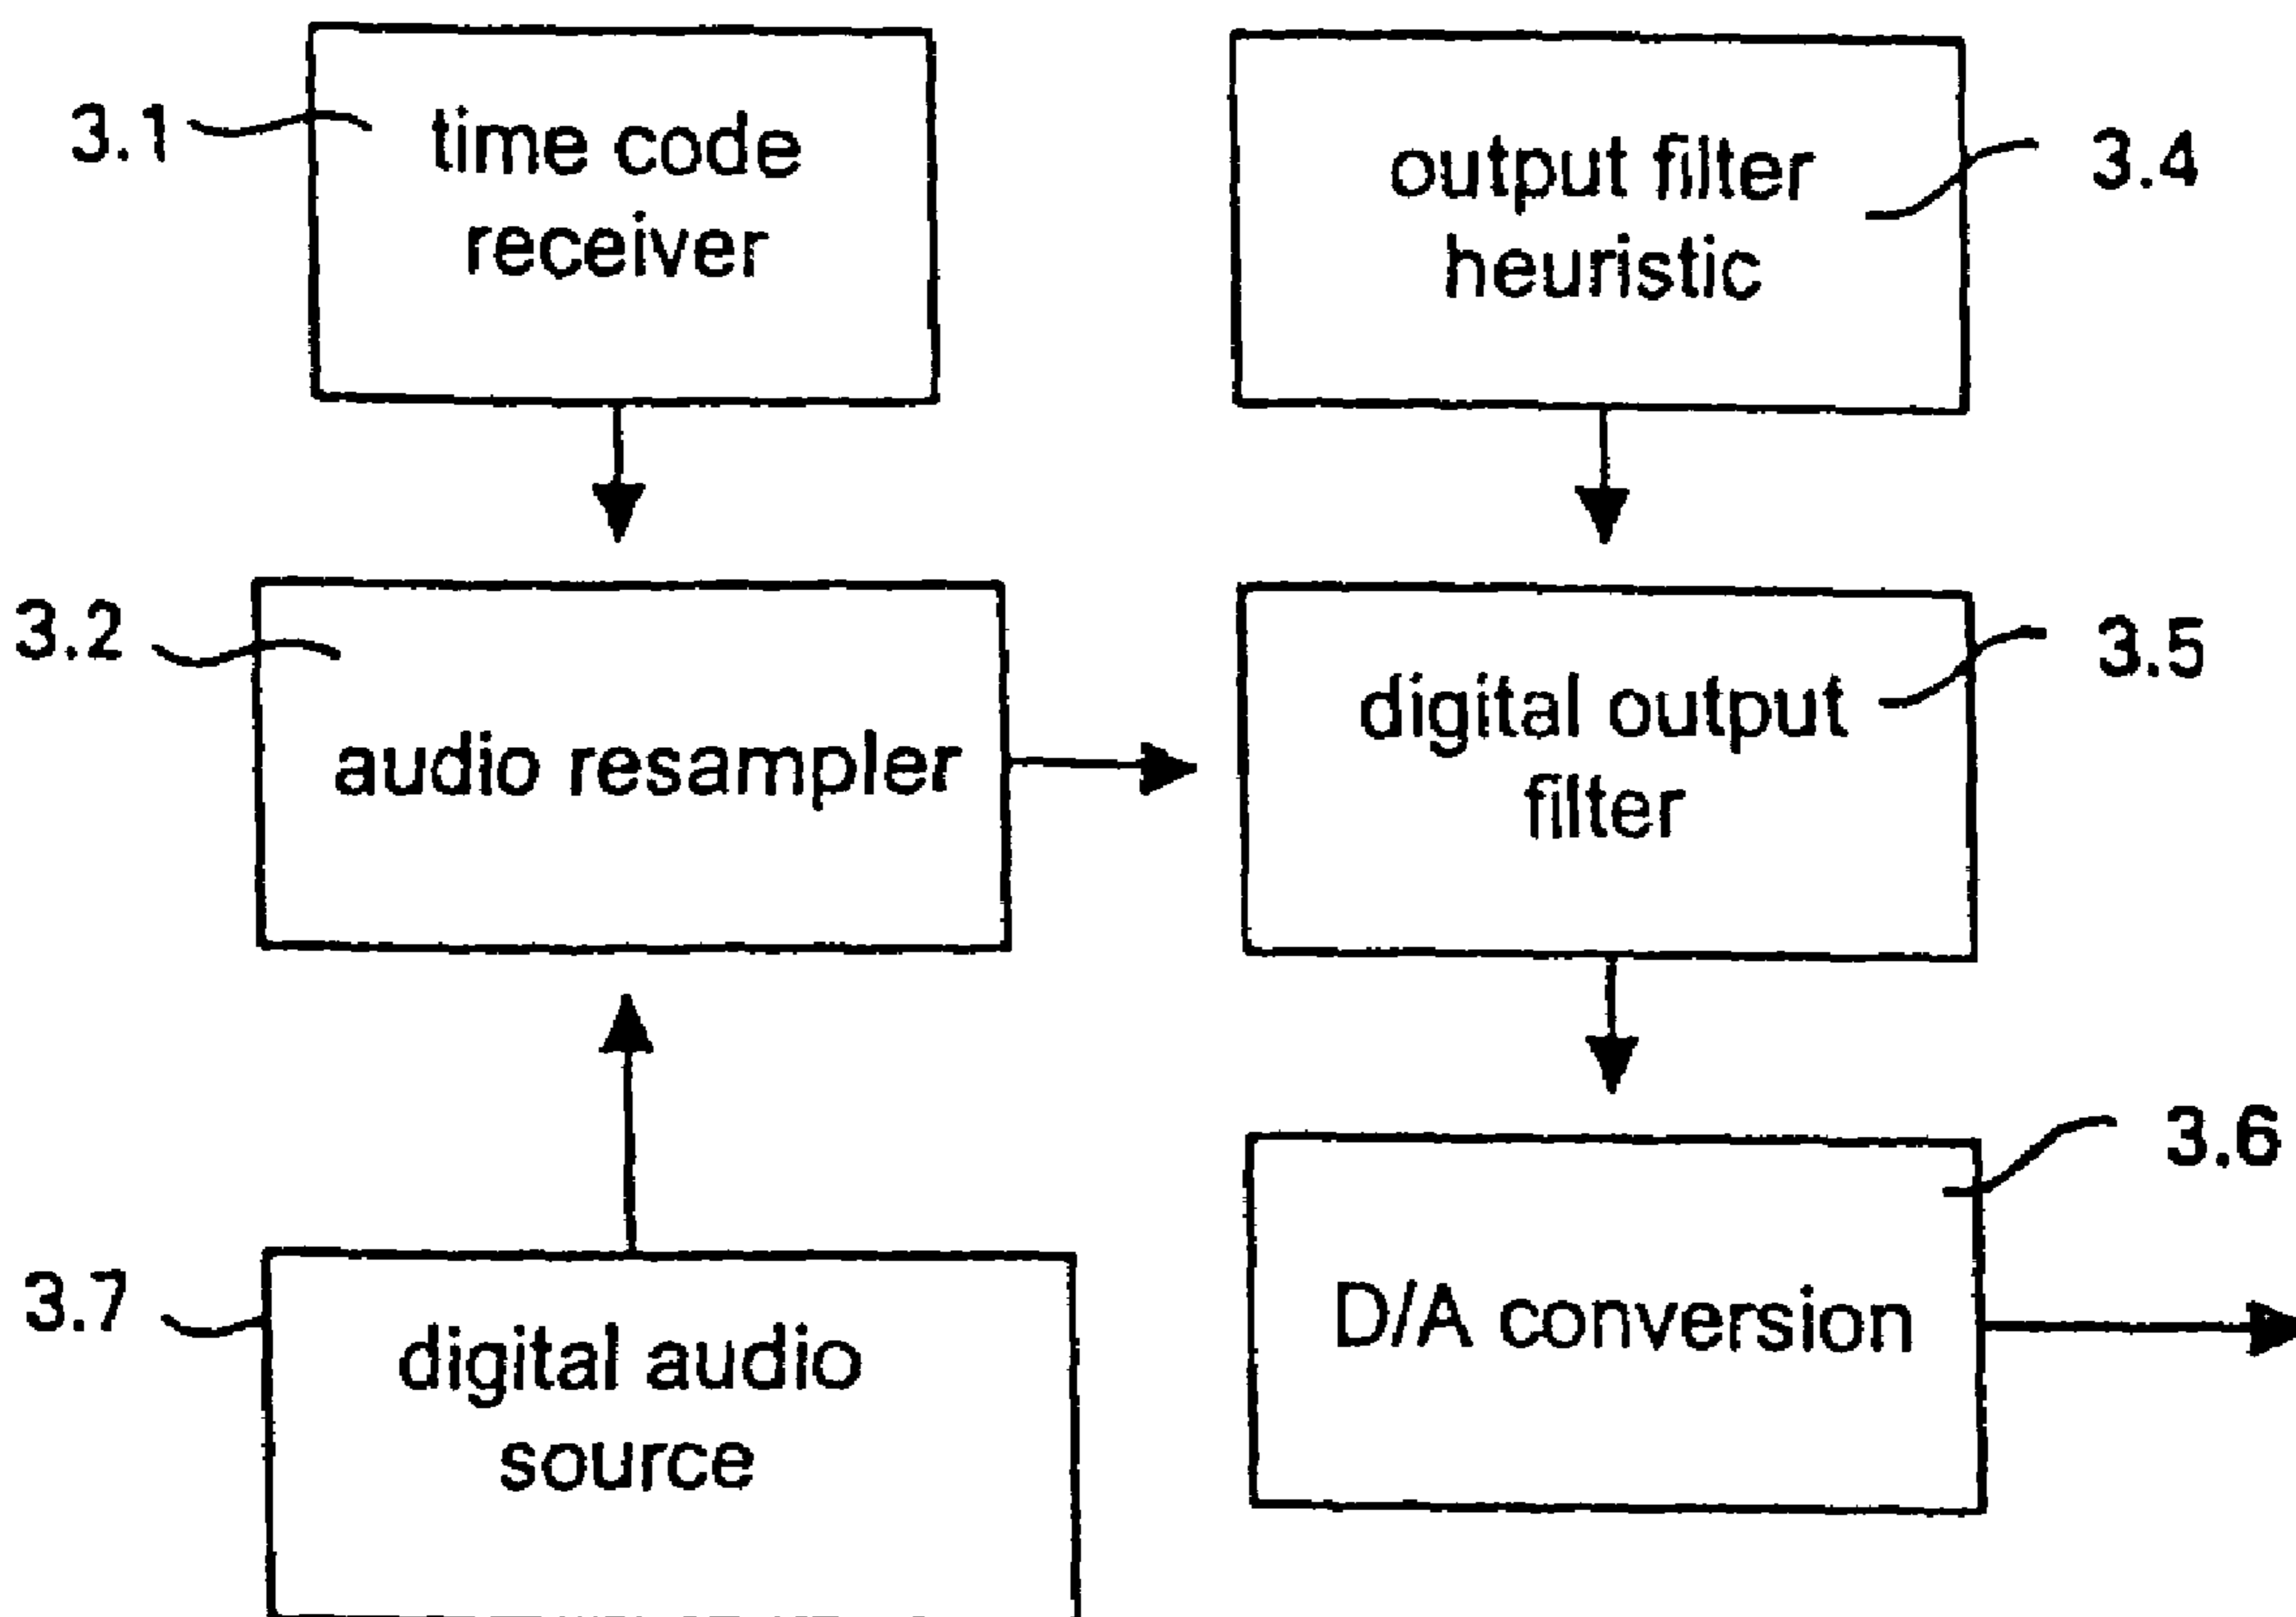 3.1
time code
receiver
output filter
heuristic
3.4
3.2
audio resampler
digital output
filter
3.5
3.7
digital audio
source
D/A conversion
3.6